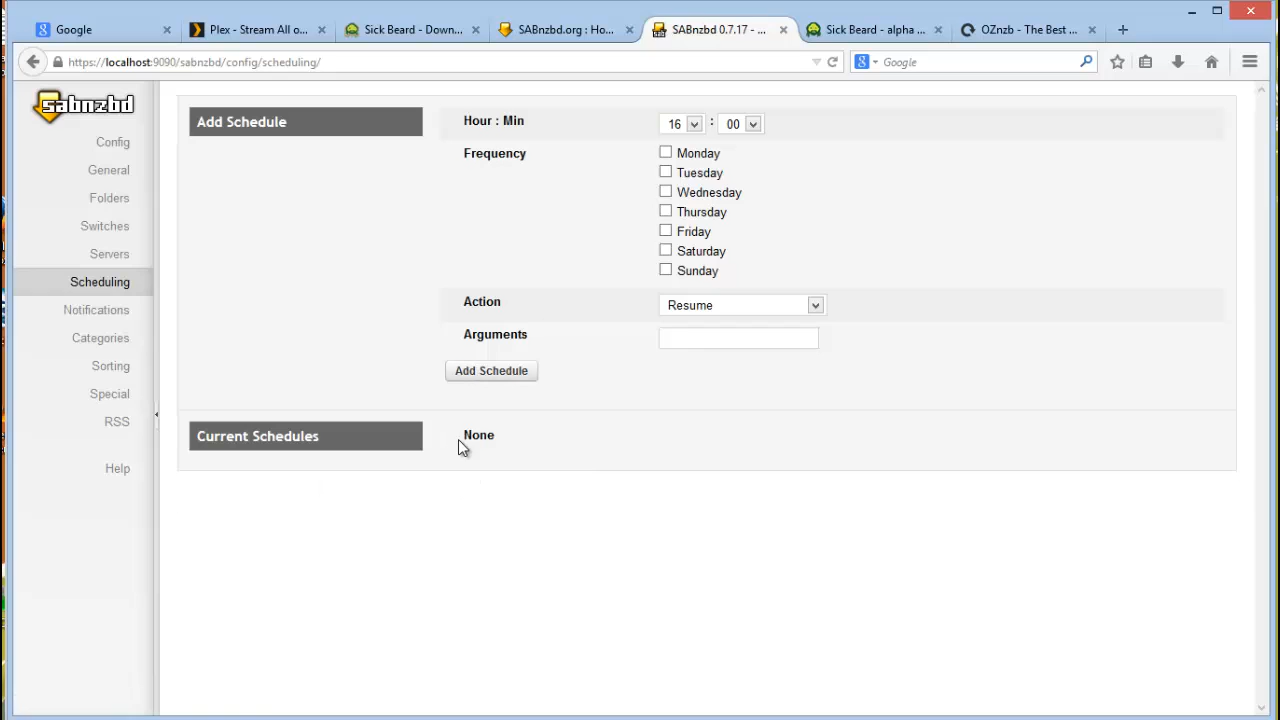 Google
Plex - Stream All o...
Sick Beard - Down...
SABnzbd.org : Ho...
SABnzbd 0.7.17 - ...
Sick Beard - alpha ...
OZnzb - The Best ...
https://localhost:9090/sabnzbd/config/scheduling/
Google
sabnzbd
Config
General
Folders
Switches
Servers
Scheduling
Notifications
Categories
Sorting
Special
RSS
Help
Add Schedule
Hour : Min
16 : 00
Frequency
Monday
Tuesday
Wednesday
Thursday
Friday
Saturday
Sunday
Action
Resume
Arguments
Add Schedule
Current Schedules
None